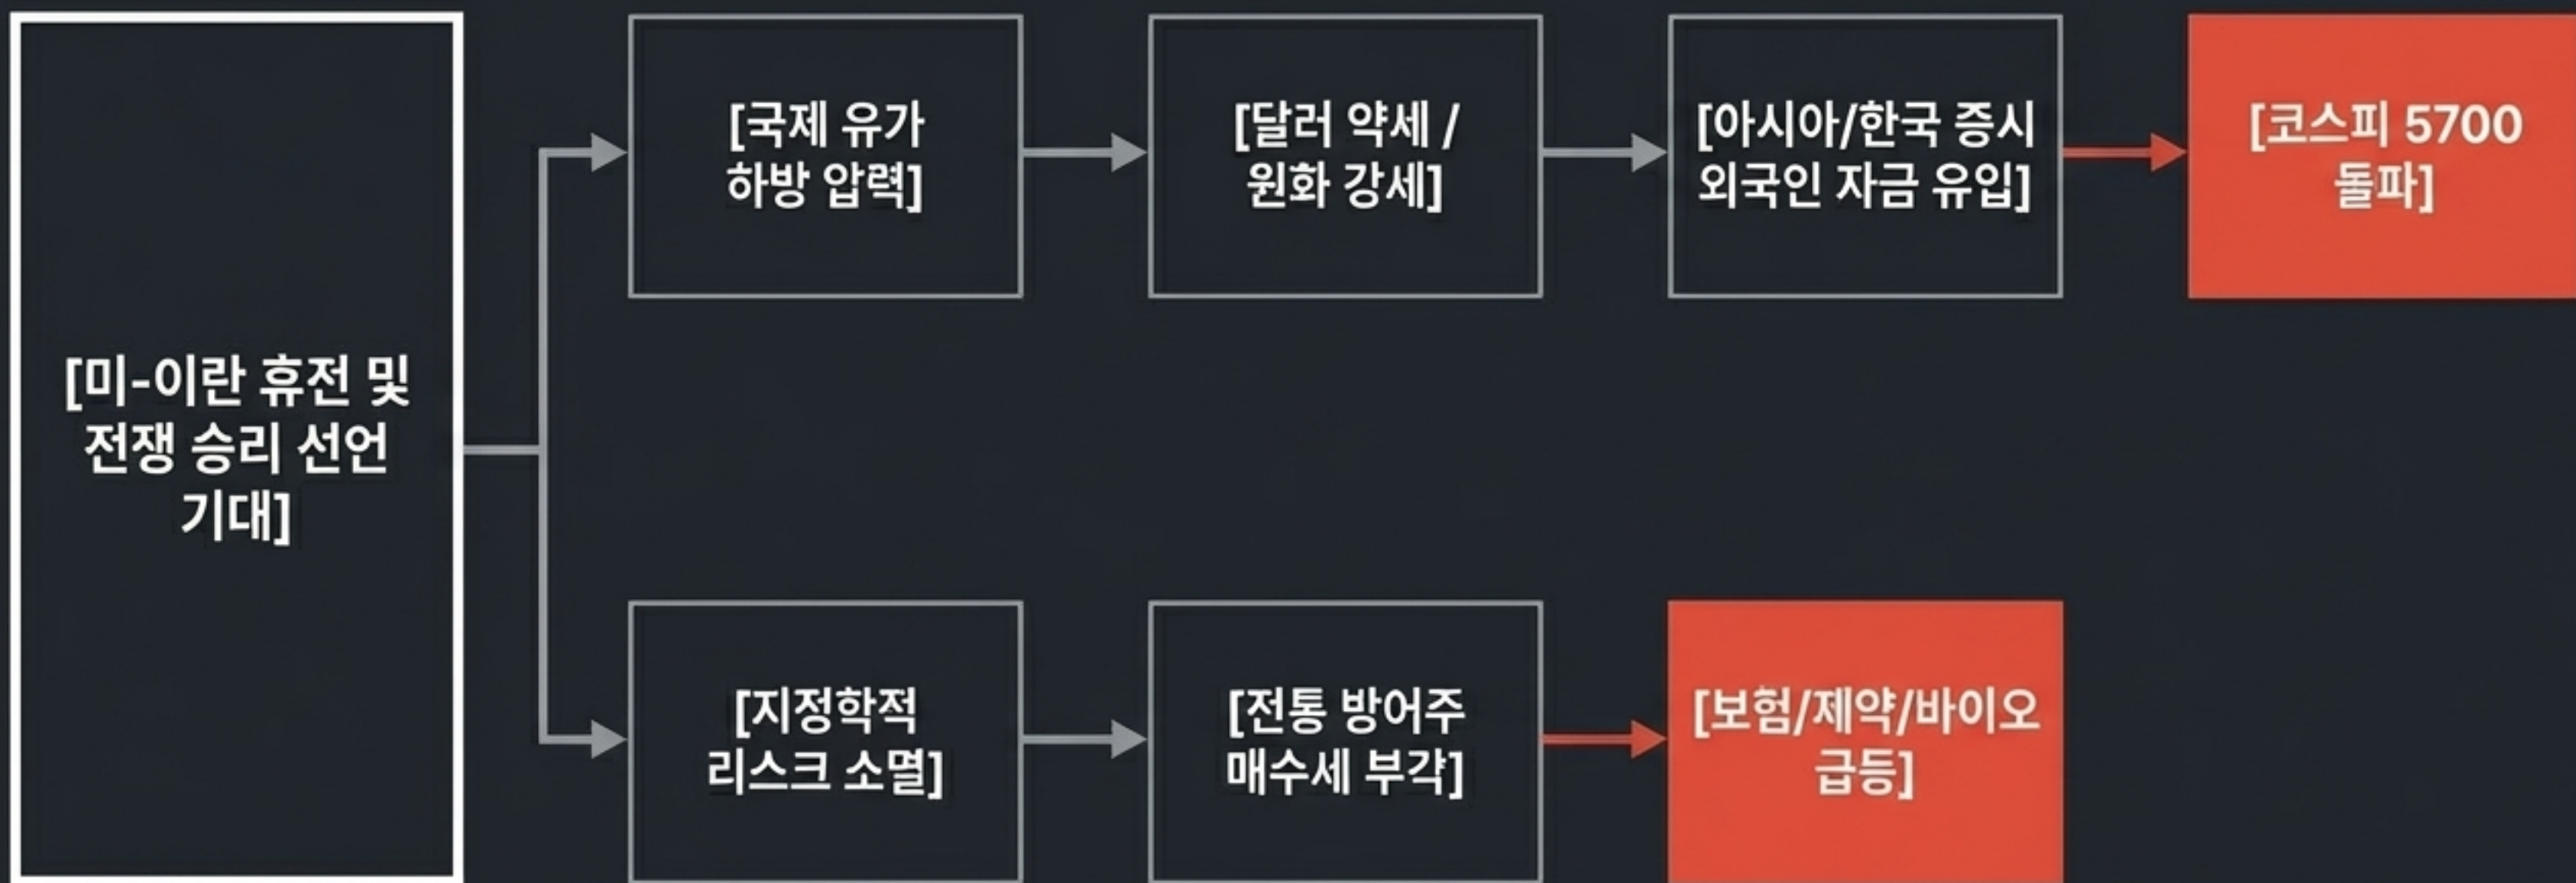 [미-이란 휴전 및
전쟁 승리 선언
기대]
[국제 유가
하방 압력]
[달러 약세 /
원화 강세]
[아시아/한국 증시
외국인 자금 유입]
[코스피 5700
돌파]
[지정학적
리스크 소멸]
[전통 방어주
매수세 부각]
[보험/제약/바이오
급등]